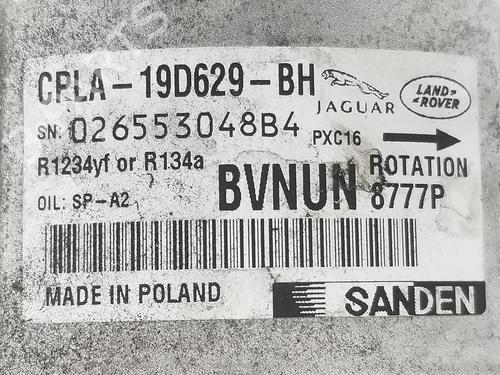 CPLA-19D629-BH
JAGUAR
LAND ROVER
SN: 026553048B4
PXC16
R1234yf or R134a
BVNUN
ROTATION
OIL: SP-A2
8777P
MADE IN POLAND
SANDEN